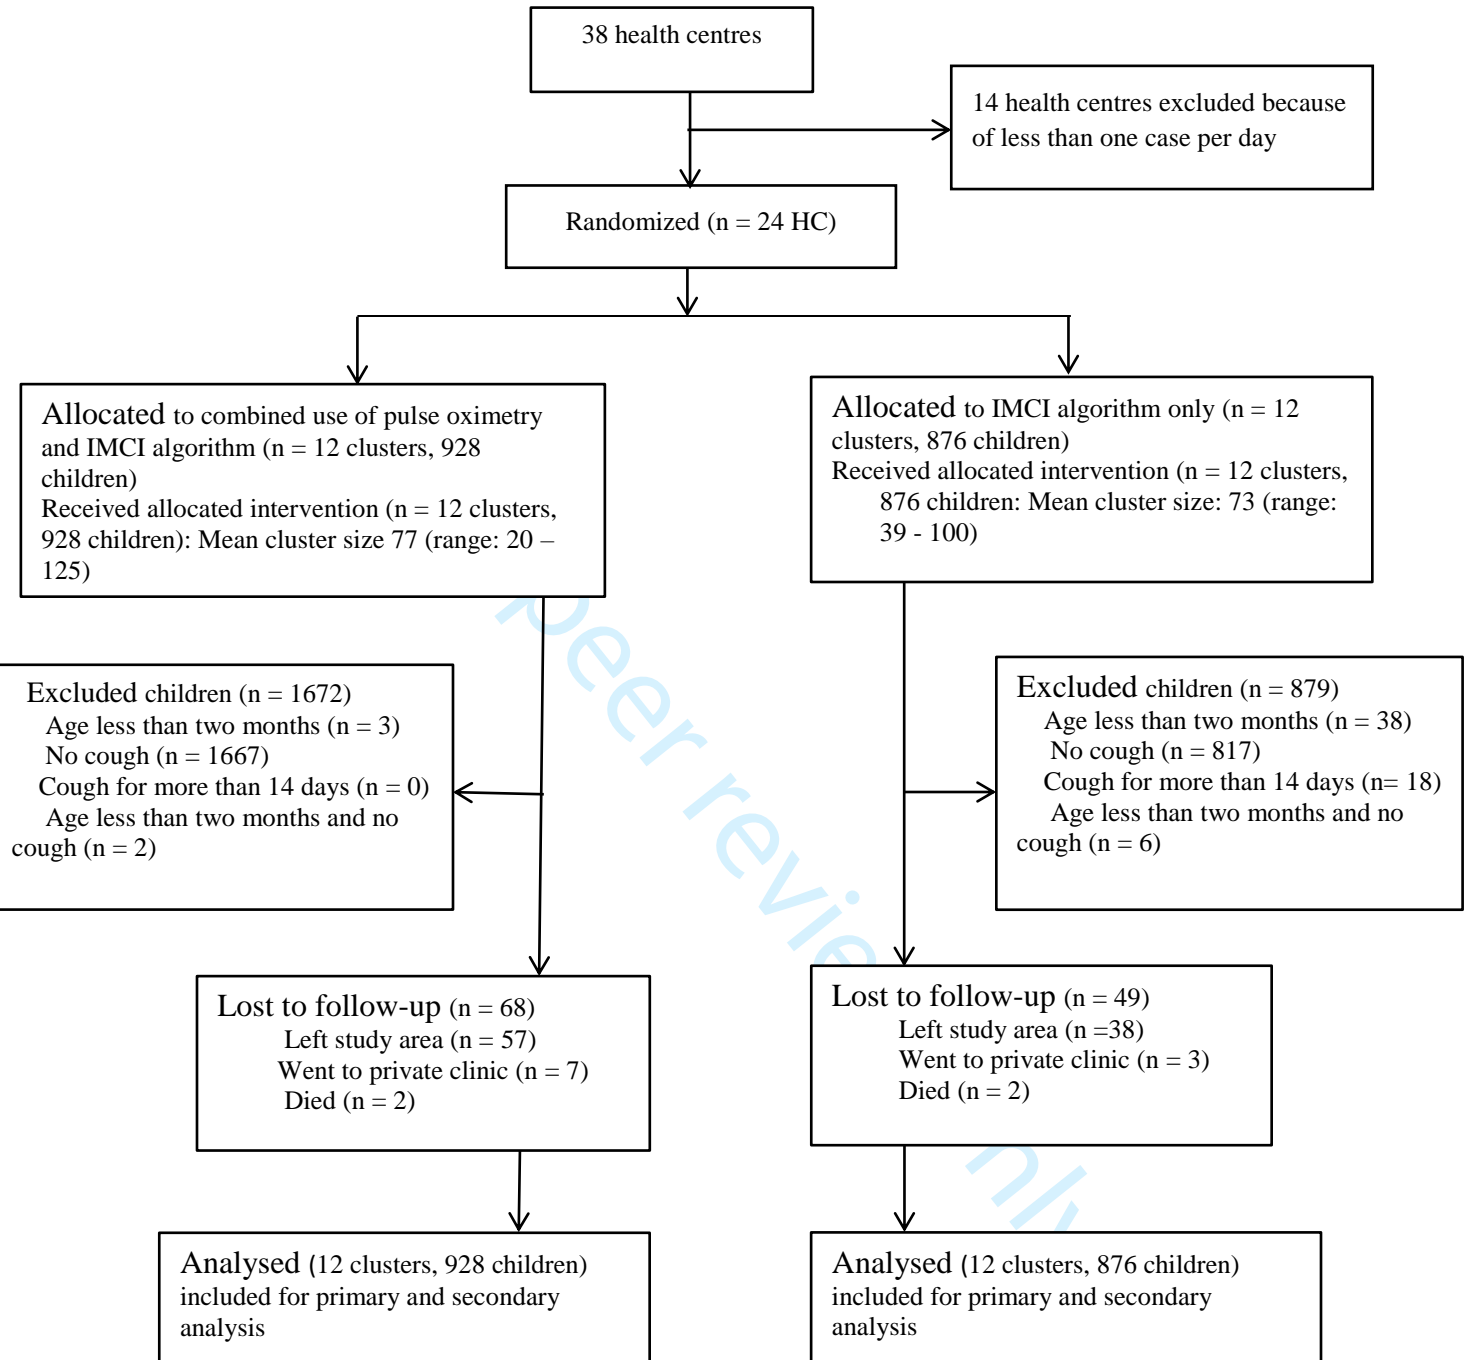 38 health centres
14 health centres excluded because
of less than one case per day
Randomized (n = 24 HC)
Allocated to combined use of pulse oximetry
and IMCI algorithm (n = 12 clusters, 928
children)
Received allocated intervention (n = 12 clusters,
928 children): Mean cluster size 77 (range: 20 –
125)
Allocated to IMCI algorithm only (n = 12
clusters, 876 children)
Received allocated intervention (n = 12 clusters,
876 children: Mean cluster size: 73 (range:
39 - 100)
Excluded children (n = 1672)
Age less than two months (n = 3)
No cough (n = 1667)
Cough for more than 14 days (n = 0)
Age less than two months and no
cough (n = 2)
Excluded children (n = 879)
Age less than two months (n = 38)
No cough (n = 817)
Cough for more than 14 days (n= 18)
Age less than two months and no
cough (n = 6)
Lost to follow-up (n = 68)
Left study area (n = 57)
Went to private clinic (n = 7)
Died (n = 2)
Lost to follow-up (n = 49)
Left study area (n =38)
Went to private clinic (n = 3)
Died (n = 2)
Analysed (12 clusters, 928 children)
included for primary and secondary
analysis
Analysed (12 clusters, 876 children)
included for primary and secondary
analysis
peer review only